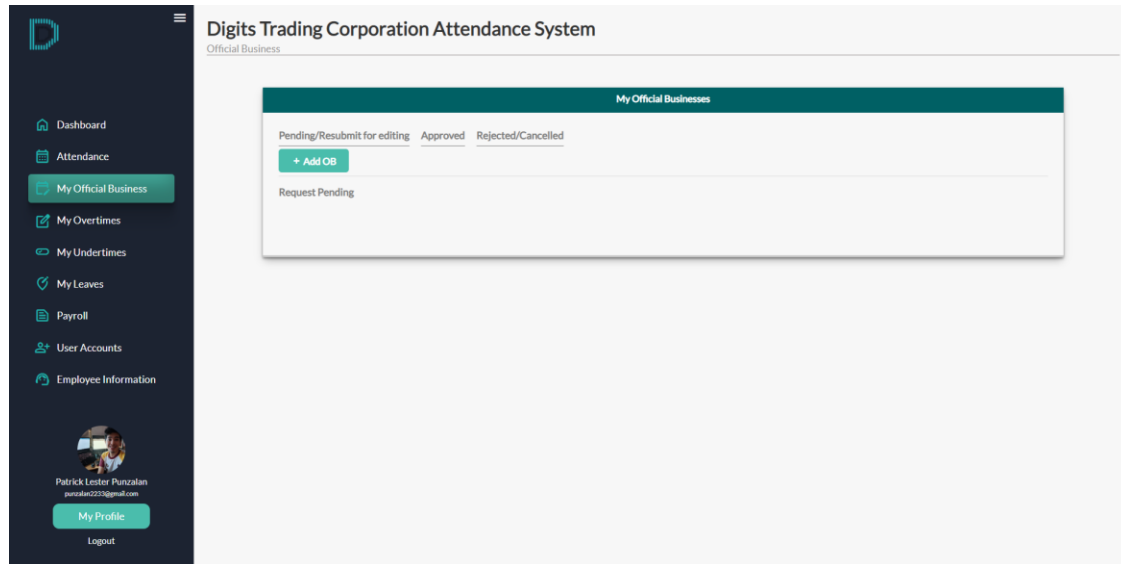 Digits Trading Corporation Attendance System
Official Business
Dashboard
Attendance
My Official Business
My Overtimes
My Undertimes
My Leaves
Payroll
User Accounts
Employee Information
Patrick Lester Punzalan
punzalan2233@gmail.com
My Profile
Logout
My Official Businesses
Pending/Resubmit for editing Approved Rejected/Cancelled
+ Add OB
Request Pending